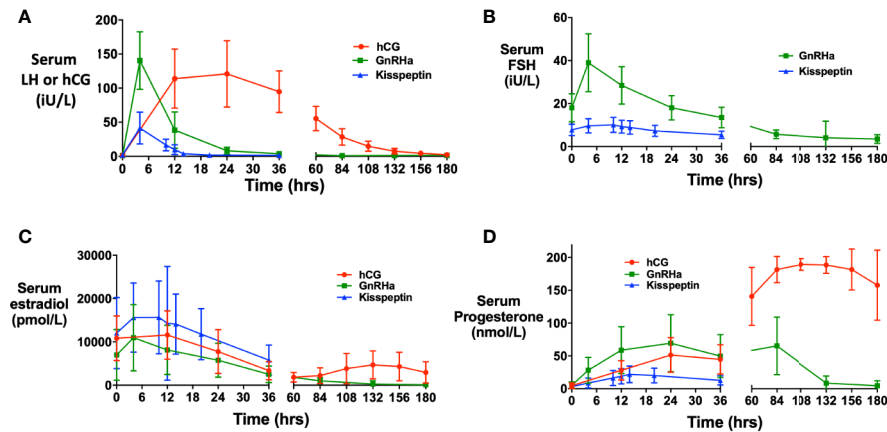 A
Serum
LH or hCG
(iU/L)
200
150
100
50
0
hCG
GnRHa
Kisspeptin
0 6 12 18 24 30 36 60 84 108 132 156 180
Time (hrs)
B
Serum
FSH
(iU/L)
60
40
20
0
GnRHa
Kisspeptin
0 6 12 18 24 30 36 60 84 108 132 156 180
Time (hrs)
C
Serum
estradiol
(pmol/L)
30000
20000
10000
0
hCG
GnRHa
Kisspeptin
0 6 12 18 24 30 36 60 84 108 132 156 180
Time (hrs)
D
Serum
Progesterone
(nmol/L)
200
150
100
50
0
hCG
GnRHa
Kisspeptin
0 6 12 18 24 30 36 60 84 108 132 156 180
Time (hrs)